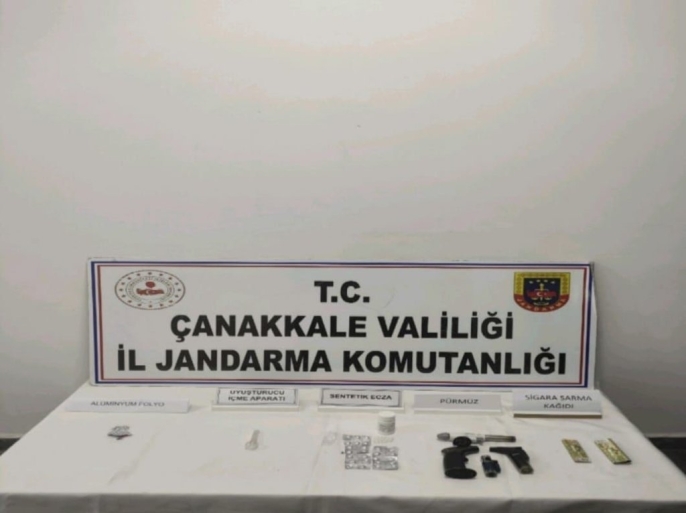 T.C.
ÇANAKKALE VALİLİĞİ
İL JANDARMA KOMUTANLIĞI
ALÜMİNYUM FOLYO
UYUŞTURUCU
İÇME APARATI
SENTETİK ECZA
PÜRMÜZ
SİGARA SARMA
KAĞIDI